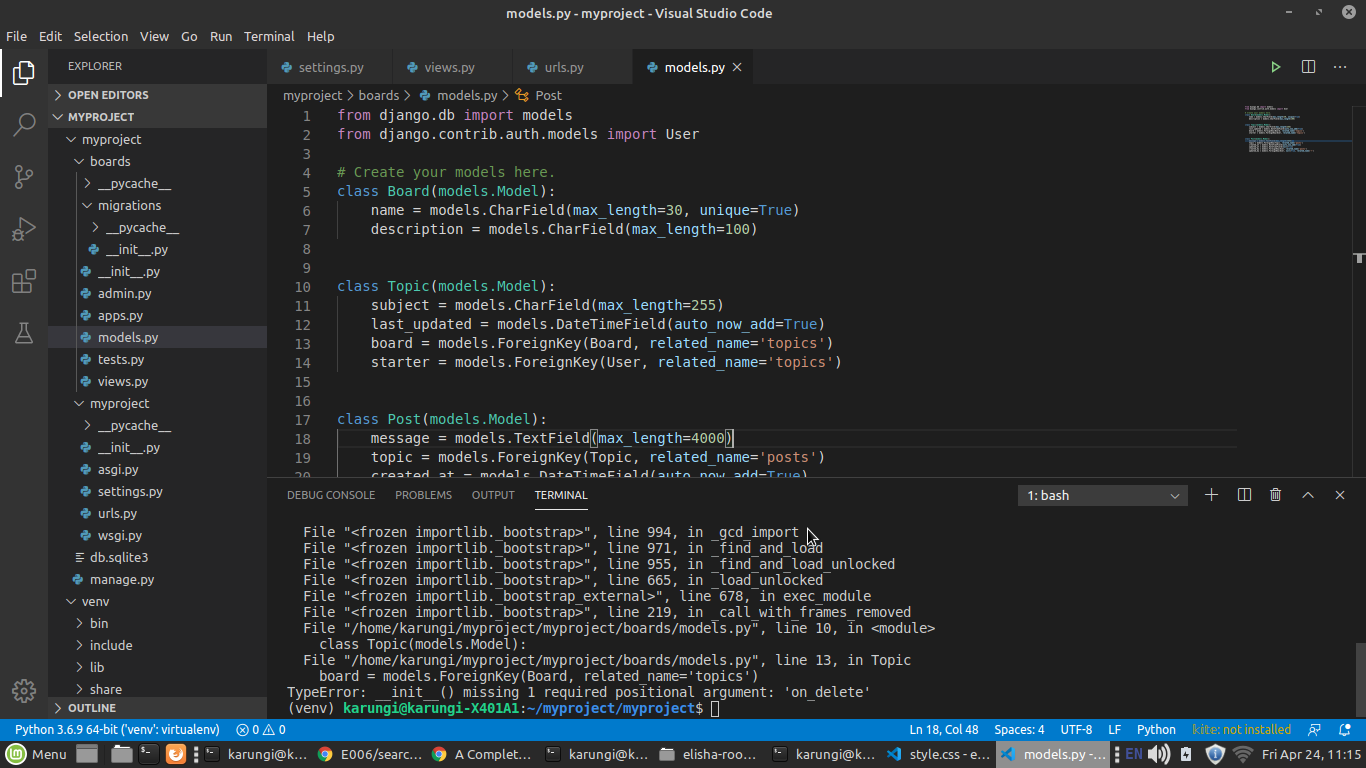 models.py - myproject - Visual Studio Code
File Edit Selection View Go Run Terminal Help
EXPLORER
OPEN EDITORS
MYPROJECT
myproject
boards
__pycache__
migrations
__pycache__
__init__.py
__init__.py
admin.py
apps.py
models.py
tests.py
views.py
myproject
__pycache__
__init__.py
asgi.py
settings.py
urls.py
wsgi.py
db.sqlite3
manage.py
venv
bin
include
lib
share
OUTLINE
settings.py views.py urls.py models.py
myproject > boards > models.py > Post
1 from django.db import models
2 from django.contrib.auth.models import User
3
4 # Create your models here.
5 class Board(models.Model):
6 name = models.CharField(max_length=30, unique=True)
7 description = models.CharField(max_length=100)
8
9
10 class Topic(models.Model):
11 subject = models.CharField(max_length=255)
12 last_updated = models.DateTimeField(auto_now_add=True)
13 board = models.ForeignKey(Board, related_name='topics')
14 starter = models.ForeignKey(User, related_name='topics')
15
16
17 class Post(models.Model):
18 message = models.TextField(max_length=4000)
19 topic = models.ForeignKey(Topic, related_name='posts')
20 created_at = models.DateTimeField(auto_now_add=True)
DEBUG CONSOLE PROBLEMS OUTPUT TERMINAL 1: bash
File "<frozen importlib._bootstrap>", line 994, in _gcd_import
File "<frozen importlib._bootstrap>", line 971, in _find_and_load
File "<frozen importlib._bootstrap>", line 955, in _find_and_load_unlocked
File "<frozen importlib._bootstrap>", line 665, in _load_unlocked
File "<frozen importlib._bootstrap_external>", line 678, in exec_module
File "<frozen importlib._bootstrap>", line 219, in _call_with_frames_removed
File "/home/karungi/myproject/myproject/boards/models.py", line 10, in <module>
class Topic(models.Model):
File "/home/karungi/myproject/myproject/boards/models.py", line 13, in Topic
board = models.ForeignKey(Board, related_name='topics')
TypeError: __init__() missing 1 required positional argument: 'on_delete'
(venv) karungi@karungi-X401A1:~/myproject/myproject$
Python 3.6.9 64-bit ('venv': virtualenv) 0 0 Ln 18, Col 48 Spaces: 4 UTF-8 LF Python kite: not installed
Menu karungi@k... E006/searc... A Complet... karungi@k... elisha-roo... karungi@k... style.css - e... models.py -... EN Fri Apr 24, 11:15